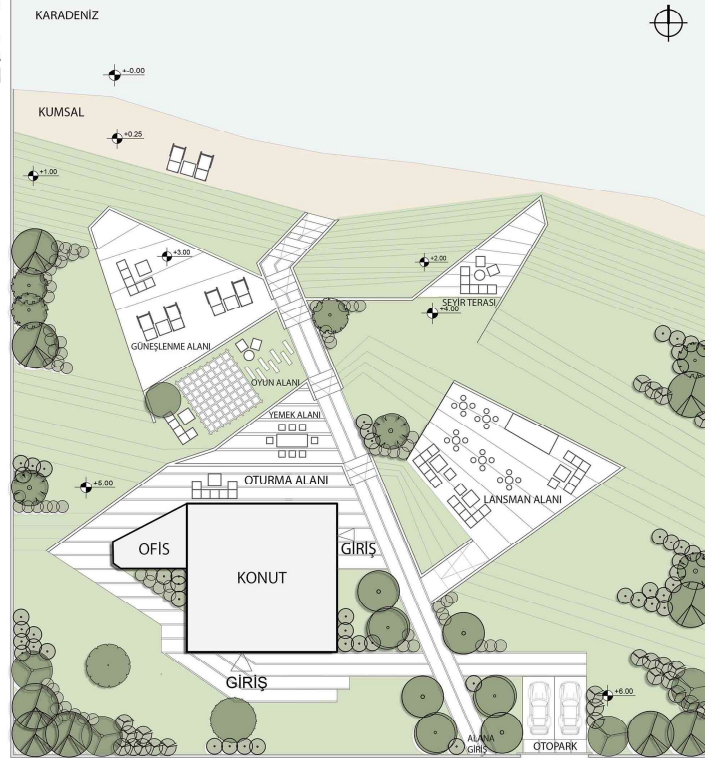 KARADENİZ
+-0.00
KUMSAL
+0.25
+1.00
+3.00
+2.00
SEYİR TERASI
+4.00
GÜNEŞLENME ALANI
OYUN ALANI
YEMEK ALANI
OTURMA ALANI
+6.00
LANSMAN ALANI
OFİS
GİRİŞ
KONUT
GİRİŞ
+6.00
ALANA
GİRİŞ
OTOPARK